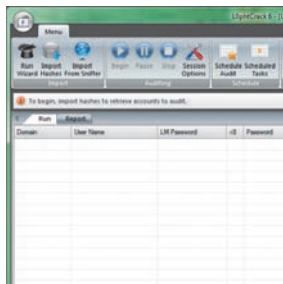 L0phtCrack 6 - [U
Menu
Run Wizard Import Hashes Import From Sniffer Begin Pause Stop Session Options Schedule Audit Scheduled Tasks
Import Auditing Schedule
To begin, import hashes to retrieve accounts to audit.
Run Report
Domain User Name LM Password <8 Password